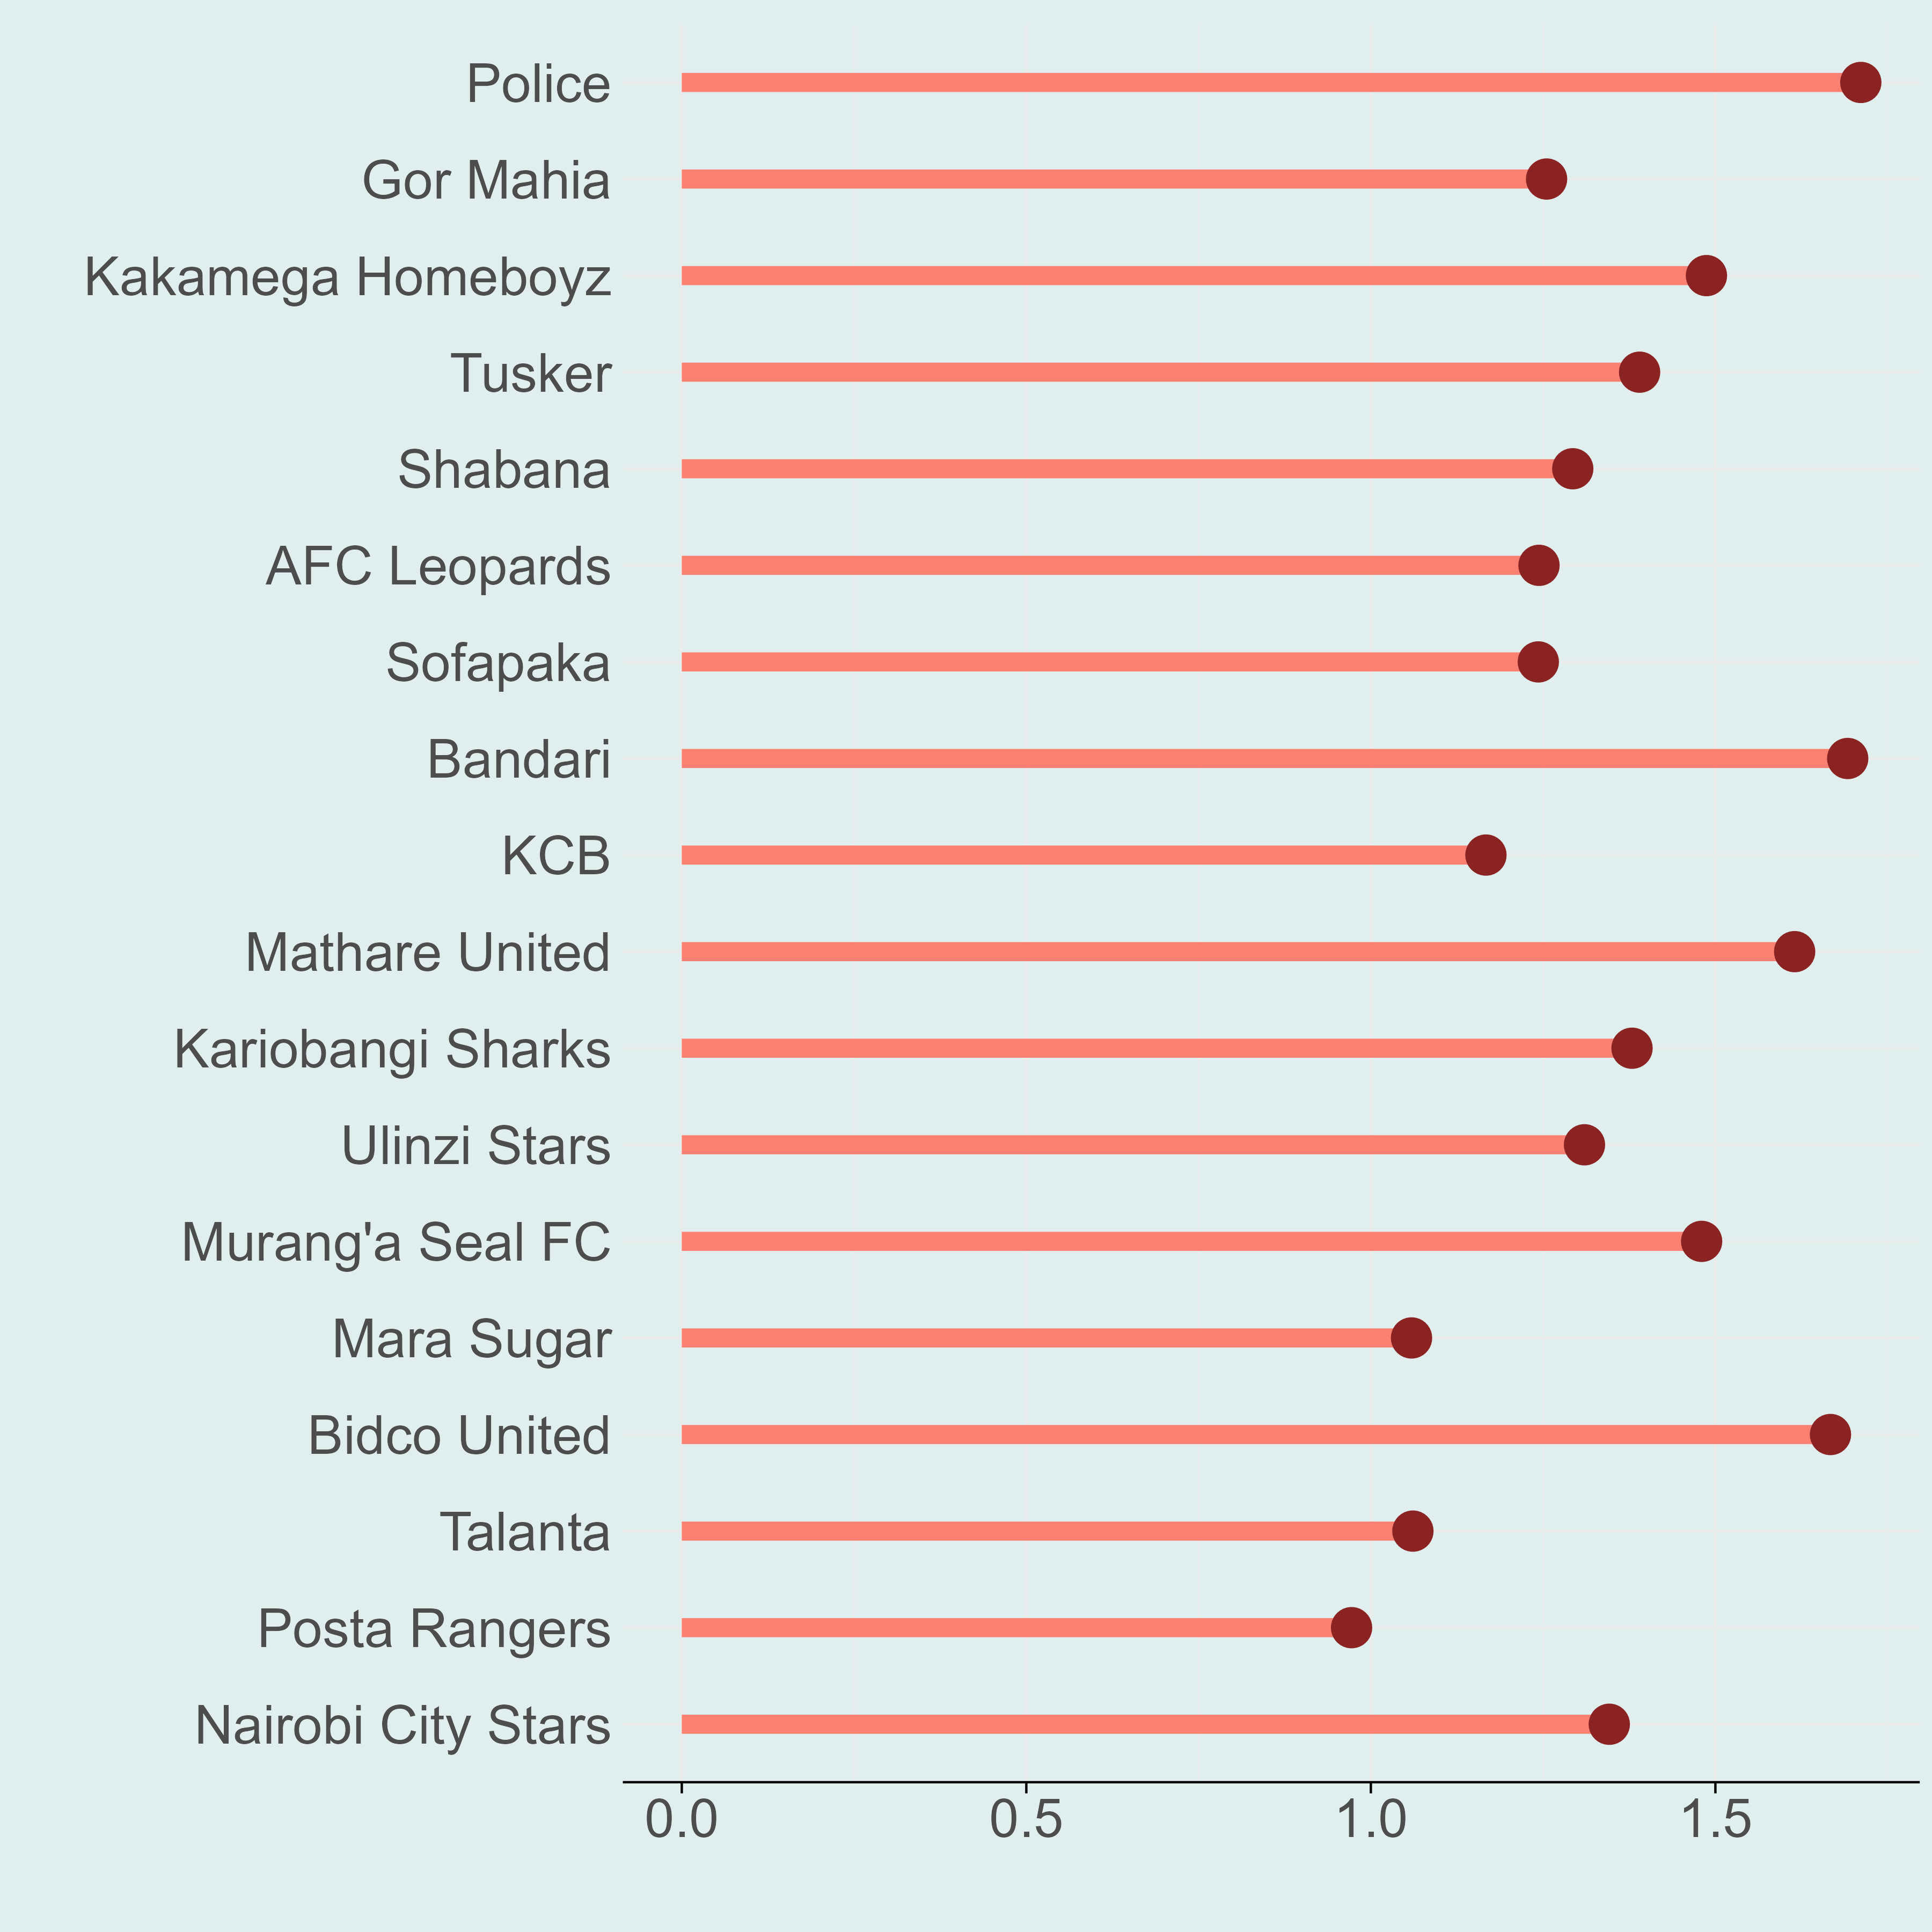 Police
Gor Mahia
Kakamega Homeboyz
Tusker
Shabana
AFC Leopards
Sofapaka
Bandari
KCB
Mathare United
Kariobangi Sharks
Ulinzi Stars
Murang'a Seal FC
Mara Sugar
Bidco United
Talanta
Posta Rangers
Nairobi City Stars
0.0 0.5 1.0 1.5